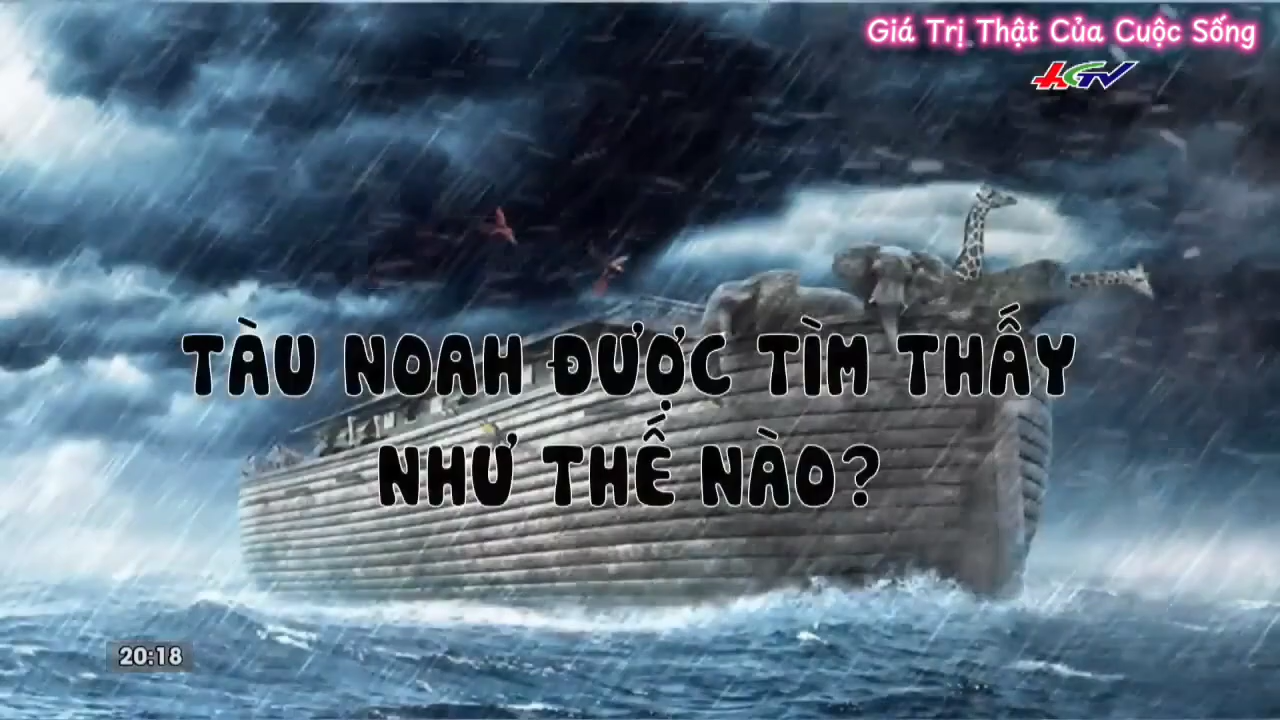 Giá Trị Thật Của Cuộc Sống
HGTV
TÀU NOAH ĐƯỢC TÌM THẤY
NHƯ THẾ NÀO?
20:18